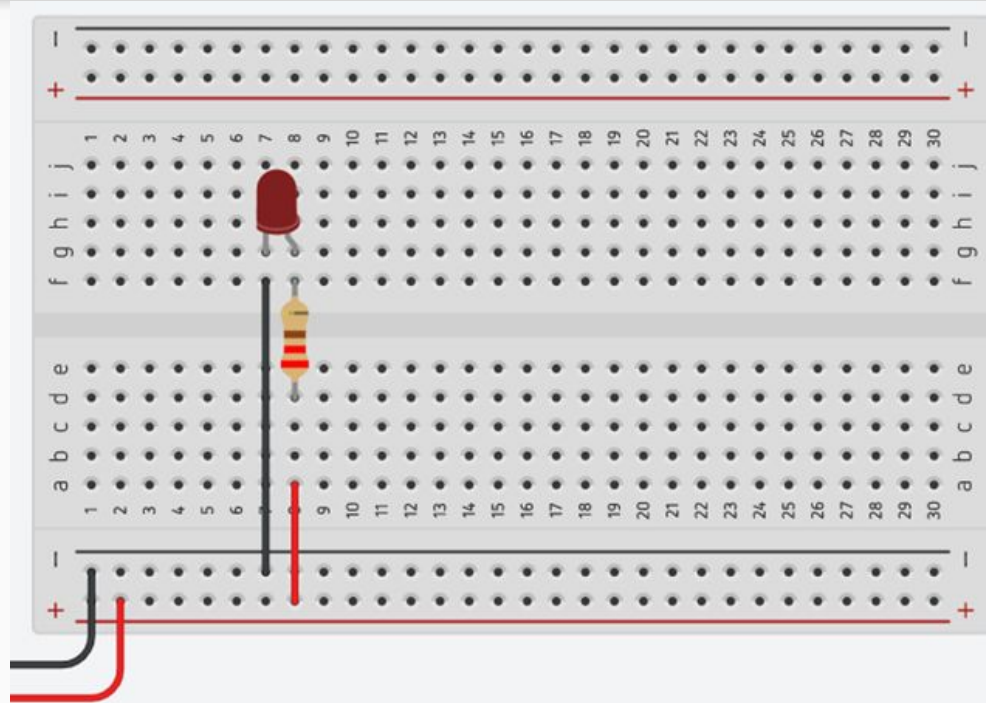 − −
+ +
1 2 3 4 5 6 7 8 9 10 11 12 13 14 15 16 17 18 19 20 21 22 23 24 25 26 27 28 29 30
j j
i i
h h
g g
f f
e e
d d
c c
b b
a a
1 2 3 4 5 6 9 10 11 12 13 14 15 16 17 18 19 20 21 22 23 24 25 26 27 28 29 30
− −
+ +